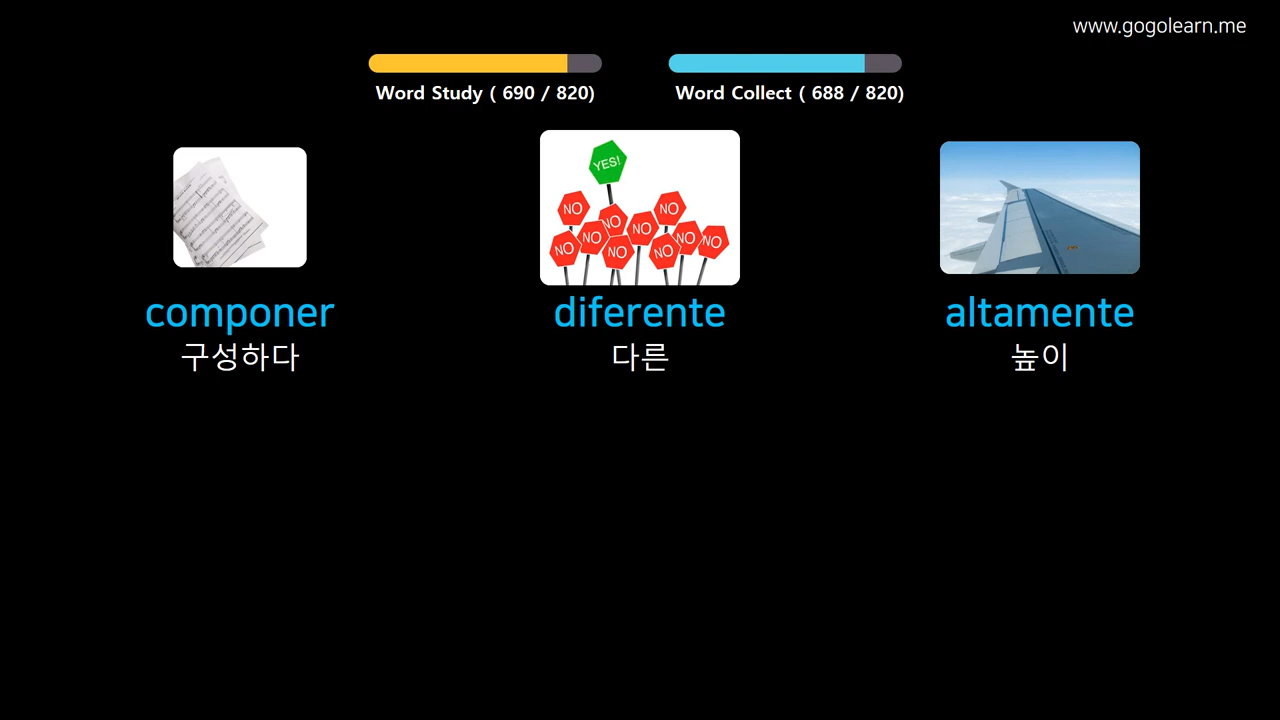 www.gogolearn.me
Word Study ( 690 / 820)
Word Collect ( 688 / 820)
YES!
NO
NO
NO
NO
NO
NO
NO
NO
NO
NO
componer
diferente
altamente
구성하다
다른
높이